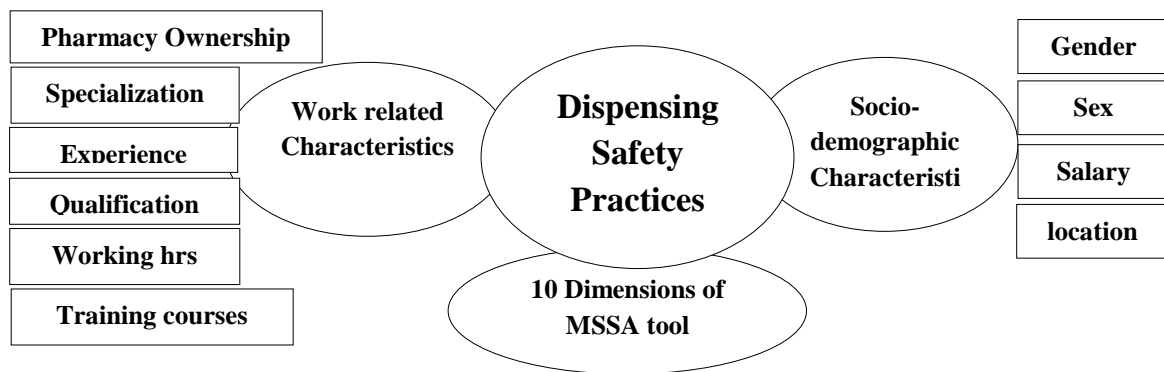 Pharmacy Ownership
Specialization
Experience
Qualification
Working hrs
Training courses
Work related
Characteristics
Dispensing
Safety
Practices
10 Dimensions of
MSSA tool
Socio-
demographic
Characteristi
Gender
Sex
Salary
location